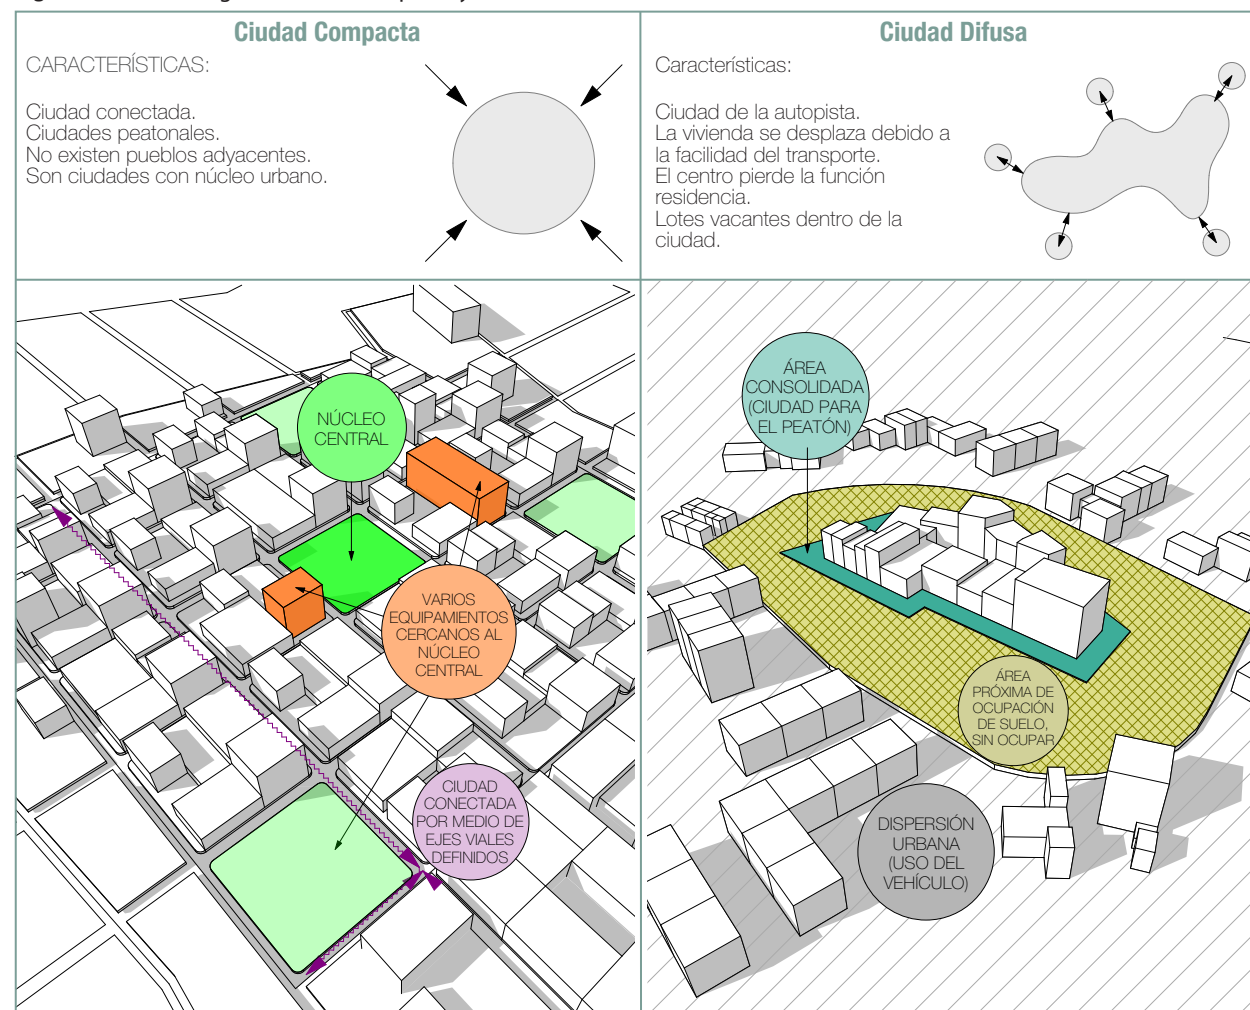 Ciudad Compacta
CARACTERÍSTICAS:
Ciudad conectada.
Ciudades peatonales.
No existen pueblos adyacentes.
Son ciudades con núcleo urbano.
Ciudad Difusa
Características:
Ciudad de la autopista.
La vivienda se desplaza debido a
la facilidad del transporte.
El centro pierde la función
residencia.
Lotes vacantes dentro de la
ciudad.
NÚCLEO
CENTRAL
VARIOS
EQUIPAMIENTOS
CERCANOS AL
NÚCLEO
CENTRAL
CIUDAD
CONECTADA
POR MEDIO DE
EJES VIALES
DEFINIDOS
ÁREA
CONSOLIDADA
(CIUDAD PARA
EL PEATÓN)
ÁREA
PRÓXIMA DE
OCUPACIÓN
DE SUELO,
SIN OCUPAR
DISPERSIÓN
URBANA
(USO DEL
VEHÍCULO)